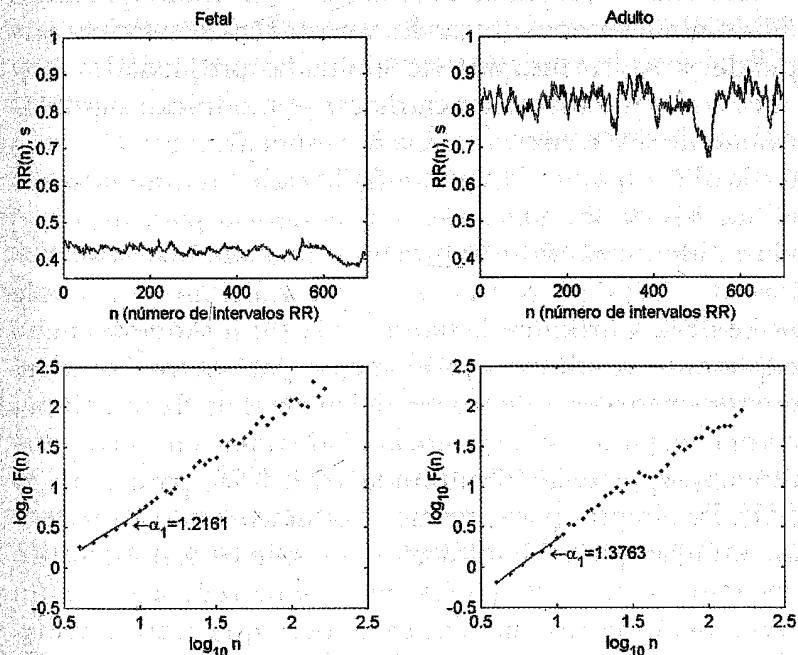 Fetal
1
0.9
0.8
0.7
0.6
0.5
0.4
RR(n), s
0 200 400 600
n (número de intervalos RR)
Adulto
1
0.9
0.8
0.7
0.6
0.5
0.4
RR(n), s
0 200 400 600
n (número de intervalos RR)
2.5
2
1.5
1
0.5
0
-0.5
log10 F(n)
←α1=1.2161
0.5 1 1.5 2 2.5
log10 n
2.5
2
1.5
1
0.5
0
-0.5
log10 F(n)
←α1=1.3763
0.5 1 1.5 2 2.5
log10 n